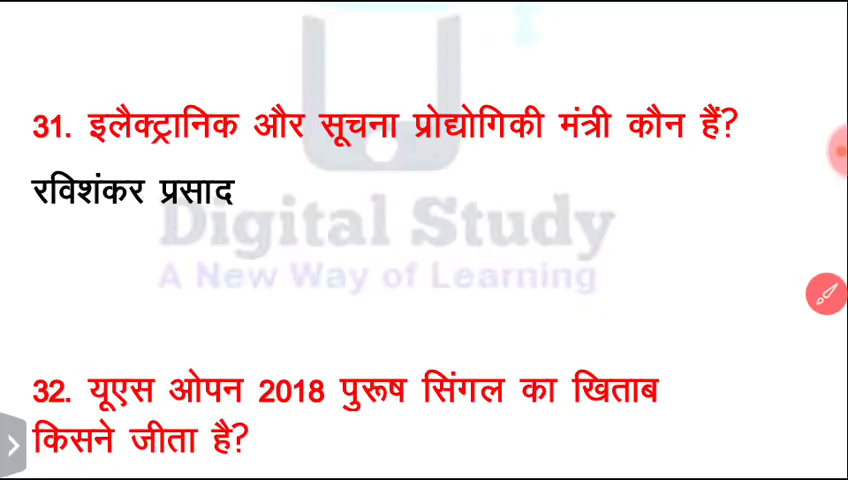 31. इलैक्ट्रानिक और सूचना प्रोद्योगिकी मंत्री कौन हैं?
रविशंकर प्रसाद
Digital Study
A New Way of Learning
32. यूएस ओपन 2018 पुरूष सिंगल का खिताब
किसने जीता है?